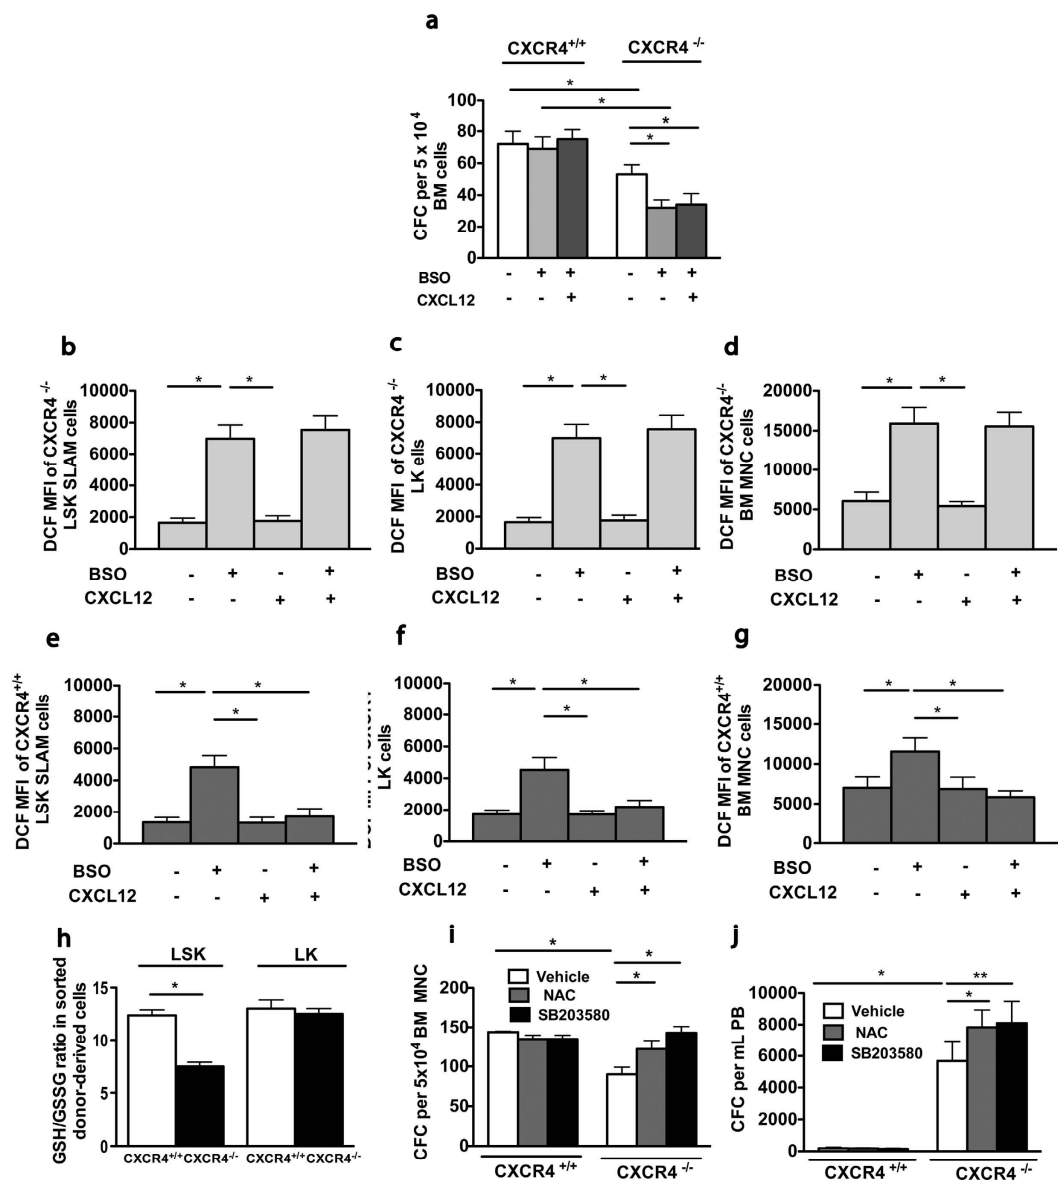 a
CXCR4+/+ CXCR4 -/-
* * * *
CFC per 5 x 10^4
BM cells
100
80
60
40
20
0
BSO - + + - + +
CXCL12 - - + - - +
b
DCF MFI of CXCR4 -/-
LSK SLAM cells
10000
8000
6000
4000
2000
0
* *
BSO - + - +
CXCL12 - - + +
c
DCF MFI of CXCR4 -/-
LK ells
10000
8000
6000
4000
2000
0
* *
BSO - + - +
CXCL12 - - + +
d
DCF MFI of CXCR4-/-
BM MNC cells
20000
15000
10000
5000
0
* *
BSO - + - +
CXCL12 - - + +
e
DCF MFI of CXCR4+/+
LSK SLAM cells
10000
8000
6000
4000
2000
0
* * *
BSO - + - +
CXCL12 - - + +
f
LK cells
10000
8000
6000
4000
2000
0
* * *
BSO - + - +
CXCL12 - - + +
g
DCF MFI of CXCR4+/+
BM MNC cells
20000
15000
10000
5000
0
* * *
BSO - + - +
CXCL12 - - + +
h
GSH/GSSG ratio in sorted
donor-derived cells
15
10
5
0
LSK LK
*
CXCR4+/+CXCR4-/- CXCR4+/+CXCR4-/-
i
CFC per 5x10^4 BM MNC
200
150
100
50
0
* * *
Vehicle
NAC
SB203580
CXCR4 +/+ CXCR4 -/-
j
CFC per mL PB
10000
8000
6000
4000
2000
0
* ** *
Vehicle
NAC
SB203580
CXCR4 +/+ CXCR4 -/-